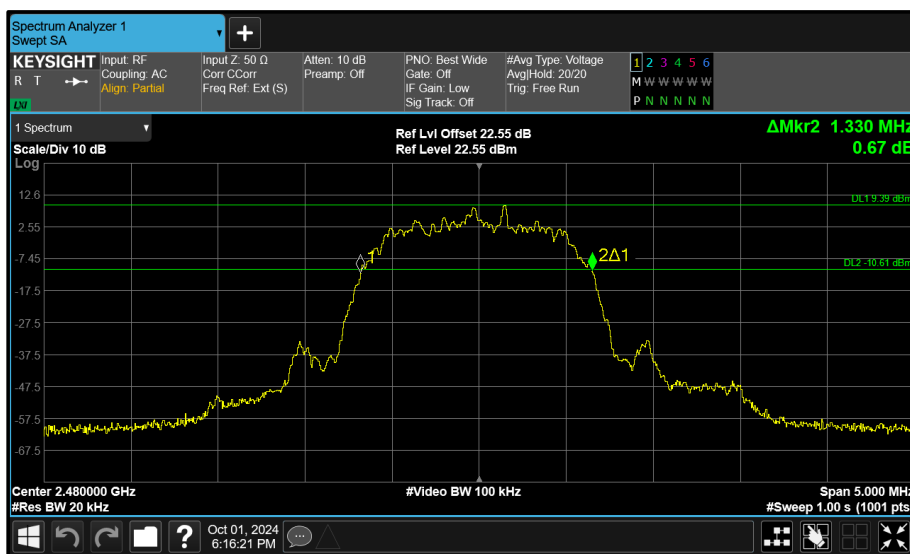 Spectrum Analyzer 1
Swept SA
+
KEYSIGHT
R T
LXI
Input: RF
Coupling: AC
Align: Partial
Input Z: 50 Ω
Corr CCorr
Freq Ref: Ext (S)
Atten: 10 dB
Preamp: Off
PNO: Best Wide
Gate: Off
IF Gain: Low
Sig Track: Off
#Avg Type: Voltage
Avg|Hold: 20/20
Trig: Free Run
1 2 3 4 5 6
M W W W W W
P N N N N N
1 Spectrum
Scale/Div 10 dB
Log
Ref Lvl Offset 22.55 dB
Ref Level 22.55 dBm
ΔMkr2 1.330 MHz
0.67 dB
12.6
2.55
-7.45
-17.5
-27.5
-37.5
-47.5
-57.5
-67.5
DL1 9.39 dBm
1
2Δ1
DL2 -10.61 dBm
Center 2.480000 GHz
#Res BW 20 kHz
#Video BW 100 kHz
Span 5.000 MHz
#Sweep 1.00 s (1001 pts
?
Oct 01, 2024
6:16:21 PM